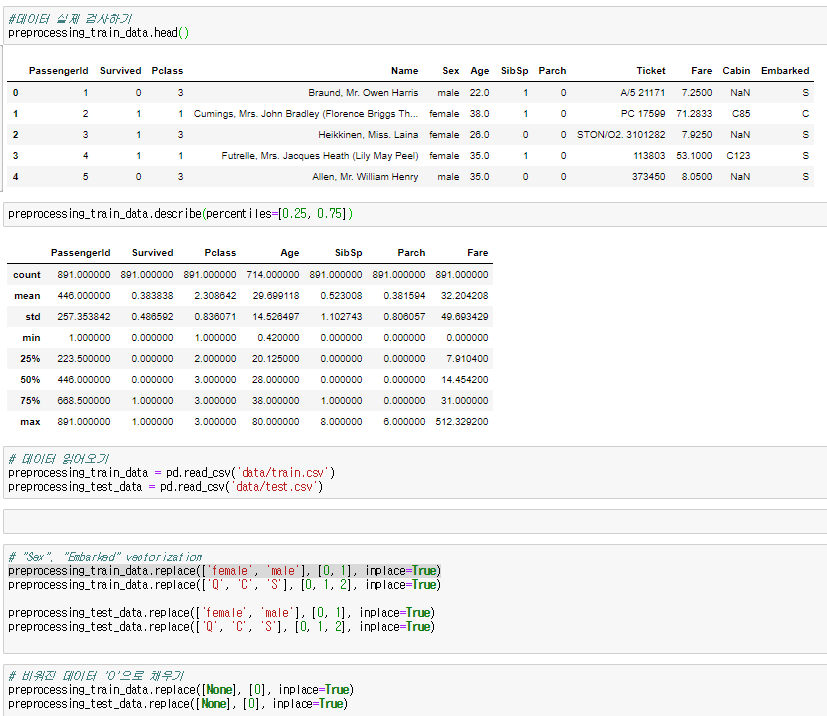 #데이터 실제 검사하기
preprocessing_train_data.head()
PassengerId Survived Pclass Name Sex Age SibSp Parch Ticket Fare Cabin Embarked
0 1 0 3 Braund, Mr. Owen Harris male 22.0 1 0 A/5 21171 7.2500 NaN S
1 2 1 1 Cumings, Mrs. John Bradley (Florence Briggs Th... female 38.0 1 0 PC 17599 71.2833 C85 C
2 3 1 3 Heikkinen, Miss. Laina female 26.0 0 0 STON/O2. 3101282 7.9250 NaN S
3 4 1 1 Futrelle, Mrs. Jacques Heath (Lily May Peel) female 35.0 1 0 113803 53.1000 C123 S
4 5 0 3 Allen, Mr. William Henry male 35.0 0 0 373450 8.0500 NaN S
preprocessing_train_data.describe(percentiles=[0.25, 0.75])
PassengerId Survived Pclass Age SibSp Parch Fare
count 891.000000 891.000000 891.000000 714.000000 891.000000 891.000000 891.000000
mean 446.000000 0.383838 2.308642 29.699118 0.523008 0.381594 32.204208
std 257.353842 0.486592 0.836071 14.526497 1.102743 0.806057 49.693429
min 1.000000 0.000000 1.000000 0.420000 0.000000 0.000000 0.000000
25% 223.500000 0.000000 2.000000 20.125000 0.000000 0.000000 7.910400
50% 446.000000 0.000000 3.000000 28.000000 0.000000 0.000000 14.454200
75% 668.500000 1.000000 3.000000 38.000000 1.000000 0.000000 31.000000
max 891.000000 1.000000 3.000000 80.000000 8.000000 6.000000 512.329200
# 데이터 읽어오기
preprocessing_train_data = pd.read_csv('data/train.csv')
preprocessing_test_data = pd.read_csv('data/test.csv')
# "Sex", "Embarked" vectorization
preprocessing_train_data.replace(['female', 'male'], [0, 1], inplace=True)
preprocessing_train_data.replace(['Q', 'C', 'S'], [0, 1, 2], inplace=True)
preprocessing_test_data.replace(['female', 'male'], [0, 1], inplace=True)
preprocessing_test_data.replace(['Q', 'C', 'S'], [0, 1, 2], inplace=True)
# 비워진 데이터 '0'으로 채우기
preprocessing_train_data.replace([None], [0], inplace=True)
preprocessing_test_data.replace([None], [0], inplace=True)